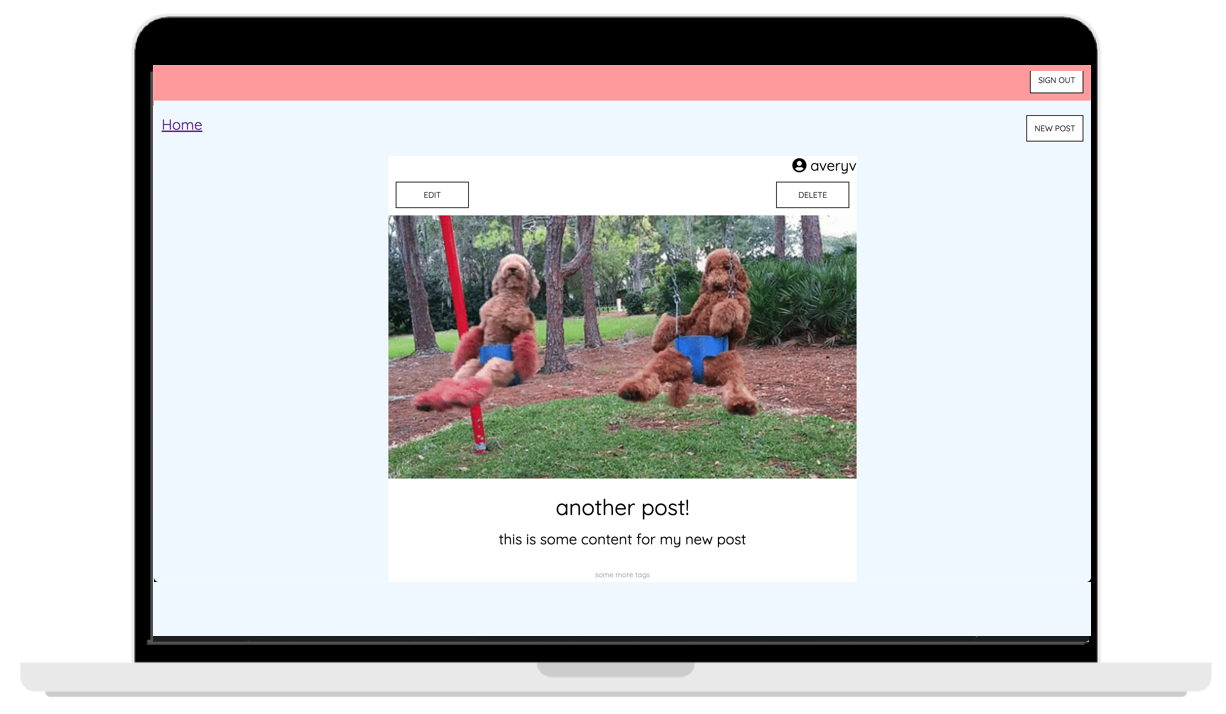 SIGN OUT
Home
NEW POST
averyv
EDIT
DELETE
another post!
this is some content for my new post
some more tags